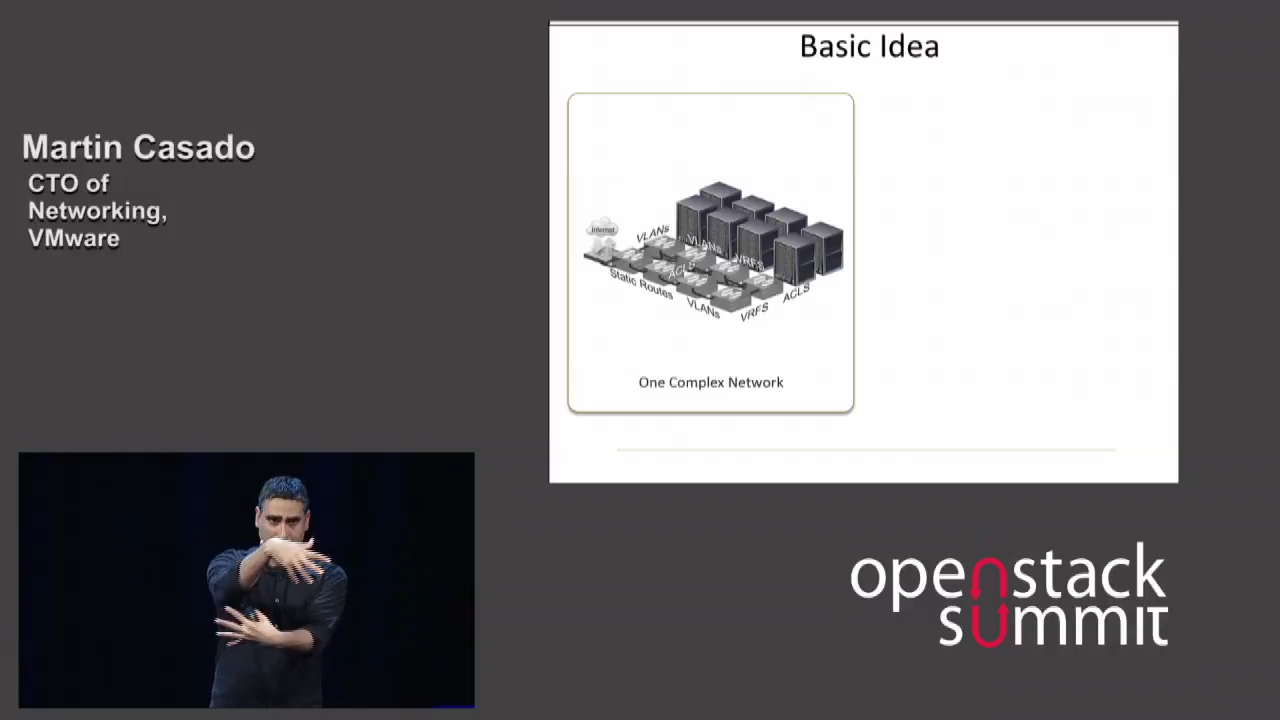 Martin Casado
CTO of
Networking,
VMware
Basic Idea
Internet
VLANs
VLANs
VRFS
ACLS
Static Routes
VLANs
VRFS
ACLS
One Complex Network
openstack
summit